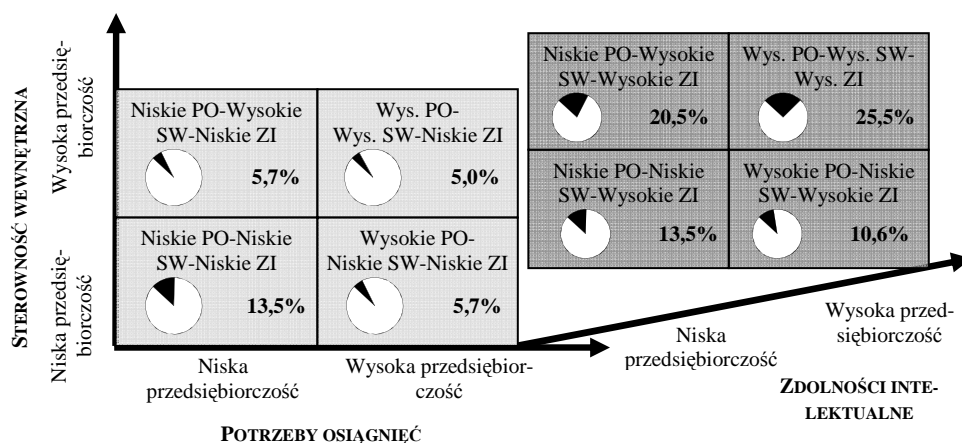 STEROWNOŚĆ WEWNĘTRZNA
Wysoka przedsię-
biorczość
Niska przedsię-
biorczość
Niskie PO-Wysokie
SW-Niskie ZI
5,7%
Wys. PO-
Wys. SW-Niskie ZI
5,0%
Niskie PO-Niskie
SW-Niskie ZI
13,5%
Wysokie PO-
Niskie SW-Niskie ZI
5,7%
Niskie PO-Wysokie
SW-Wysokie ZI
20,5%
Wys. PO-Wys. SW-
Wys. ZI
25,5%
Niskie PO-Niskie
SW-Wysokie ZI
13,5%
Wysokie PO-Niskie
SW-Wysokie ZI
10,6%
Niska
przedsiębiorczość
Wysoka przedsiębior-
czość
POTRZEBY OSIĄGNIĘĆ
Niska
przedsiębiorczość
Wysoka przed-
siębiorczość
ZDOLNOŚCI INTE-
LEKTUALNE